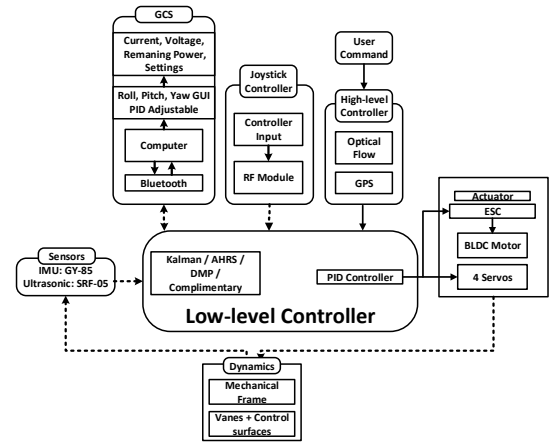 GCS
Current, Voltage,
Remaning Power,
Settings
Roll, Pitch, Yaw GUI
PID Adjustable
Computer
Bluetooth
Joystick
Controller
Controller
Input
RF Module
User
Command
High-level
Controller
Optical
Flow
GPS
Actuator
ESC
BLDC Motor
4 Servos
Sensors
IMU: GY-85
Ultrasonic: SRF-05
Kalman / AHRS /
DMP /
Complimentary
PID Controller
Low-level Controller
Dynamics
Mechanical
Frame
Vanes + Control
surfaces